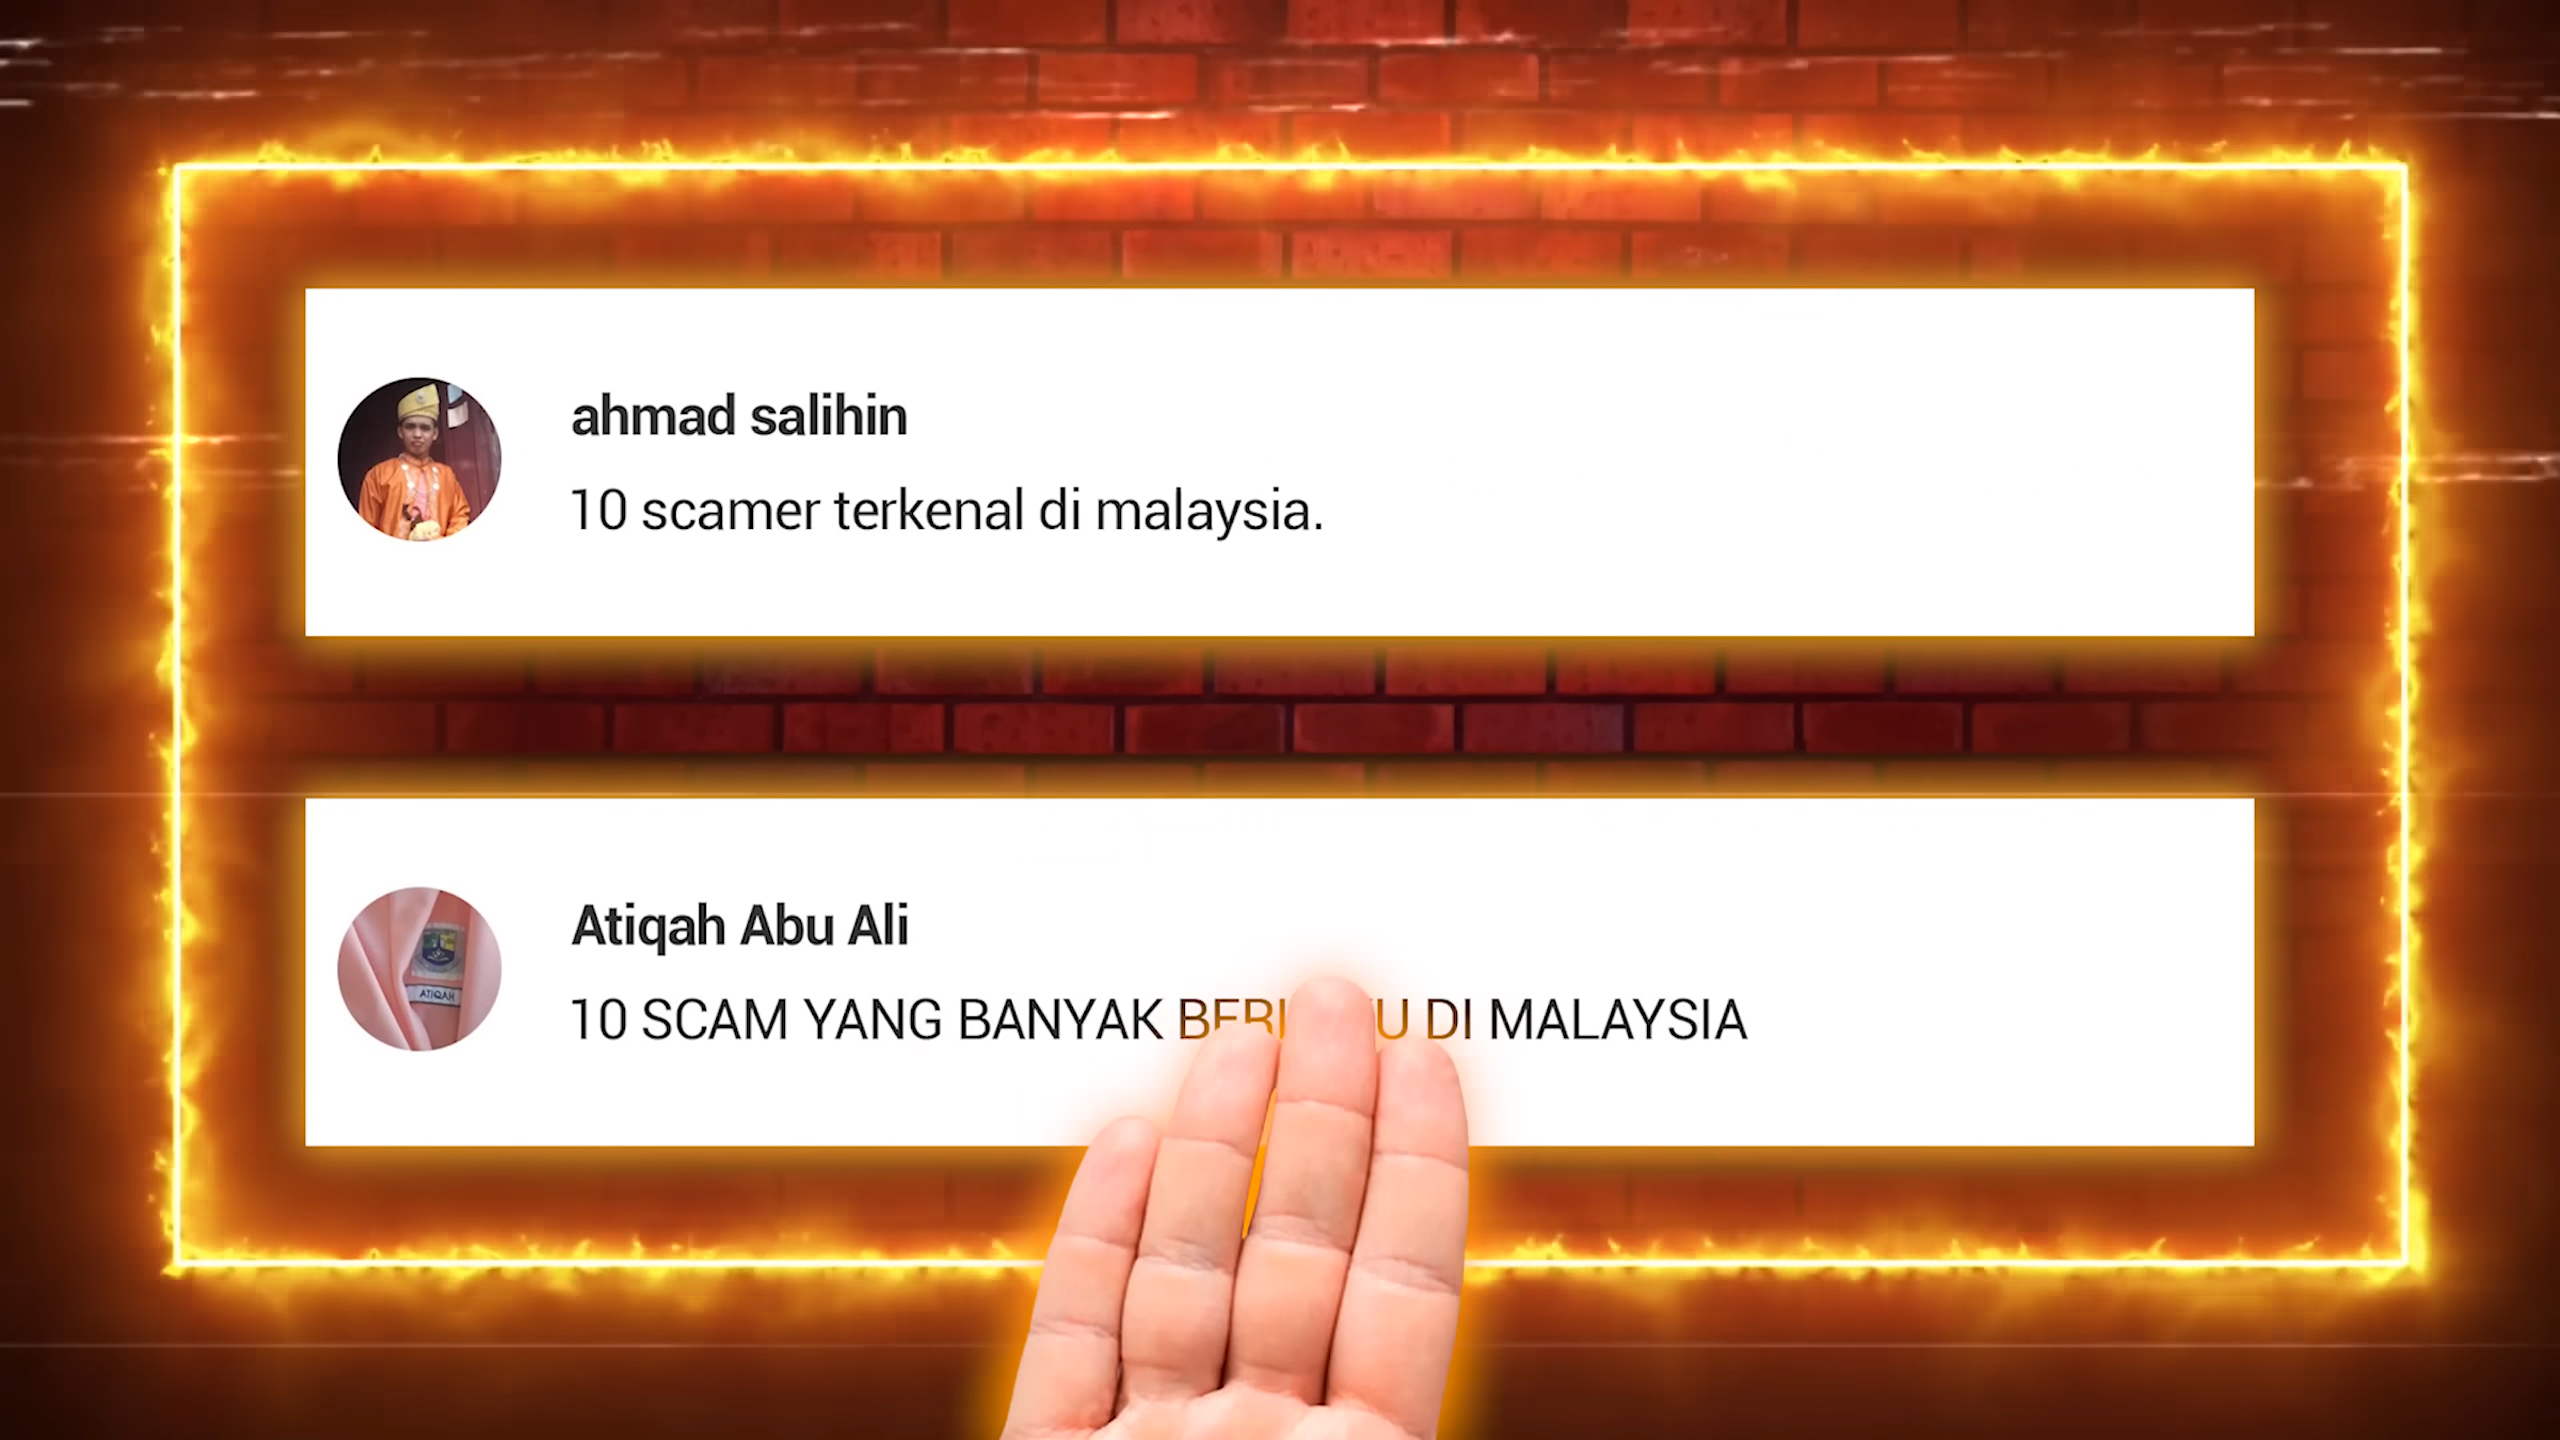 ahmad salihin
10 scamer terkenal di malaysia.
Atiqah Abu Ali
ATIQAH
10 SCAM YANG BANYAK DI MALAYSIA